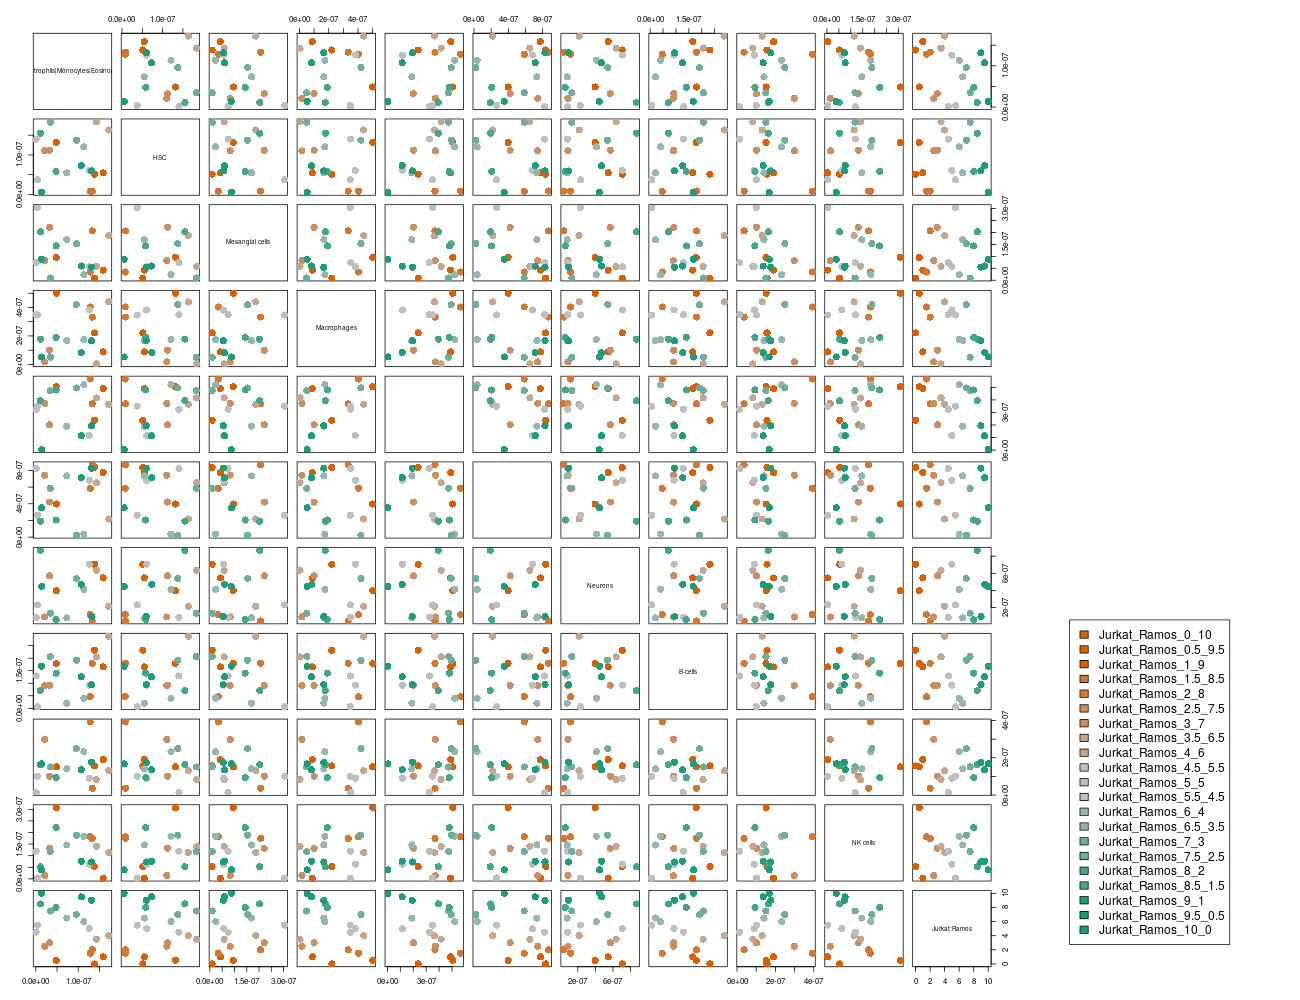 0.0e+00 1.0e-07 0e+00 2e-07 4e-07 0e+00 4e-07 8e-07 0.0e+00 1.5e-07 0.0e+00 1.5e-07 3.0e-07
trophils|Monocytes|Eosino
0.0e+00 1.0e-07
HSC
0.0e+00 1.0e-07
Mesangial cells
0.0e+00 1.5e-07 3.0e-07
Macrophages
0e+00 2e-07 4e-07
0e+00 3e-07
0e+00 4e-07 8e-07
Neurons
2e-07 6e-07
B-cells
0.0e+00 1.5e-07
0e+00 2e-07 4e-07
NK cells
0.0e+00 1.5e-07 3.0e-07
Jurkat:Ramos
0 2 4 6 8 10
0.0e+00 1.0e-07 0.0e+00 1.5e-07 3.0e-07 0e+00 3e-07 2e-07 6e-07 0e+00 2e-07 4e-07 0 2 4 6 8 10
Jurkat_Ramos_0_10
Jurkat_Ramos_0.5_9.5
Jurkat_Ramos_1_9
Jurkat_Ramos_1.5_8.5
Jurkat_Ramos_2_8
Jurkat_Ramos_2.5_7.5
Jurkat_Ramos_3_7
Jurkat_Ramos_3.5_6.5
Jurkat_Ramos_4_6
Jurkat_Ramos_4.5_5.5
Jurkat_Ramos_5_5
Jurkat_Ramos_5.5_4.5
Jurkat_Ramos_6_4
Jurkat_Ramos_6.5_3.5
Jurkat_Ramos_7_3
Jurkat_Ramos_7.5_2.5
Jurkat_Ramos_8_2
Jurkat_Ramos_8.5_1.5
Jurkat_Ramos_9_1
Jurkat_Ramos_9.5_0.5
Jurkat_Ramos_10_0